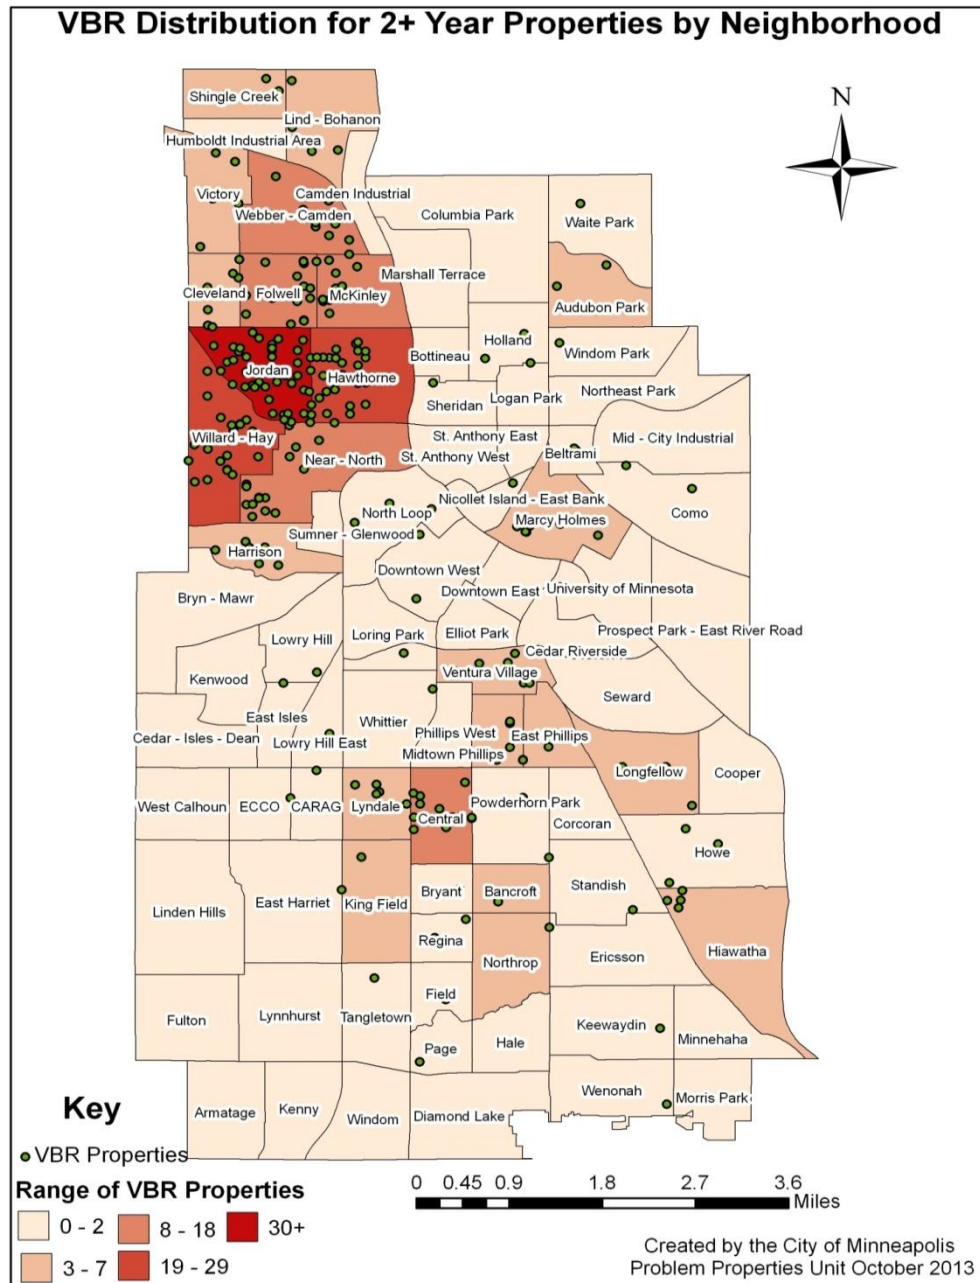 VBR Distribution for 2+ Year Properties by Neighborhood
N
Shingle Creek
Lind - Bohanon
Humboldt Industrial Area
Victory
Camden Industrial
Webber - Camden
Columbia Park
Waite Park
Marshall Terrace
Cleveland
Folwell
McKinley
Audubon Park
Holland
Bottineau
Windom Park
Jordan
Hawthorne
Sheridan
Logan Park
Northeast Park
Willard - Hay
St. Anthony East
Mid - City Industrial
Near - North
St. Anthony West
Beltrami
Nicollet Island - East Bank
North Loop
Marcy Holmes
Como
Sumner - Glenwood
Harrison
Downtown West
Downtown East
University of Minnesota
Bryn - Mawr
Lowry Hill
Loring Park
Elliot Park
Prospect Park - East River Road
Cedar Riverside
Kenwood
Ventura Village
Seward
East Isles
Whittier
Cedar - Isles - Dean
Lowry Hill East
Phillips West
East Phillips
Midtown Phillips
Longfellow
Cooper
West Calhoun
ECCO
CARAG
Lyndale
Central
Powderhorn Park
Corcoran
Howe
Linden Hills
East Harriet
King Field
Bryant
Bancroft
Standish
Regina
Northrop
Ericsson
Hiawatha
Fulton
Lynnhurst
Tangletown
Field
Keewaydin
Minnehaha
Page
Hale
Wenonah
Morris Park
Armatage
Kenny
Windom
Diamond Lake
Key
VBR Properties
Range of VBR Properties
0 - 2
8 - 18
30+
3 - 7
19 - 29
0 0.45 0.9 1.8 2.7 3.6
Miles
Created by the City of Minneapolis
Problem Properties Unit October 2013